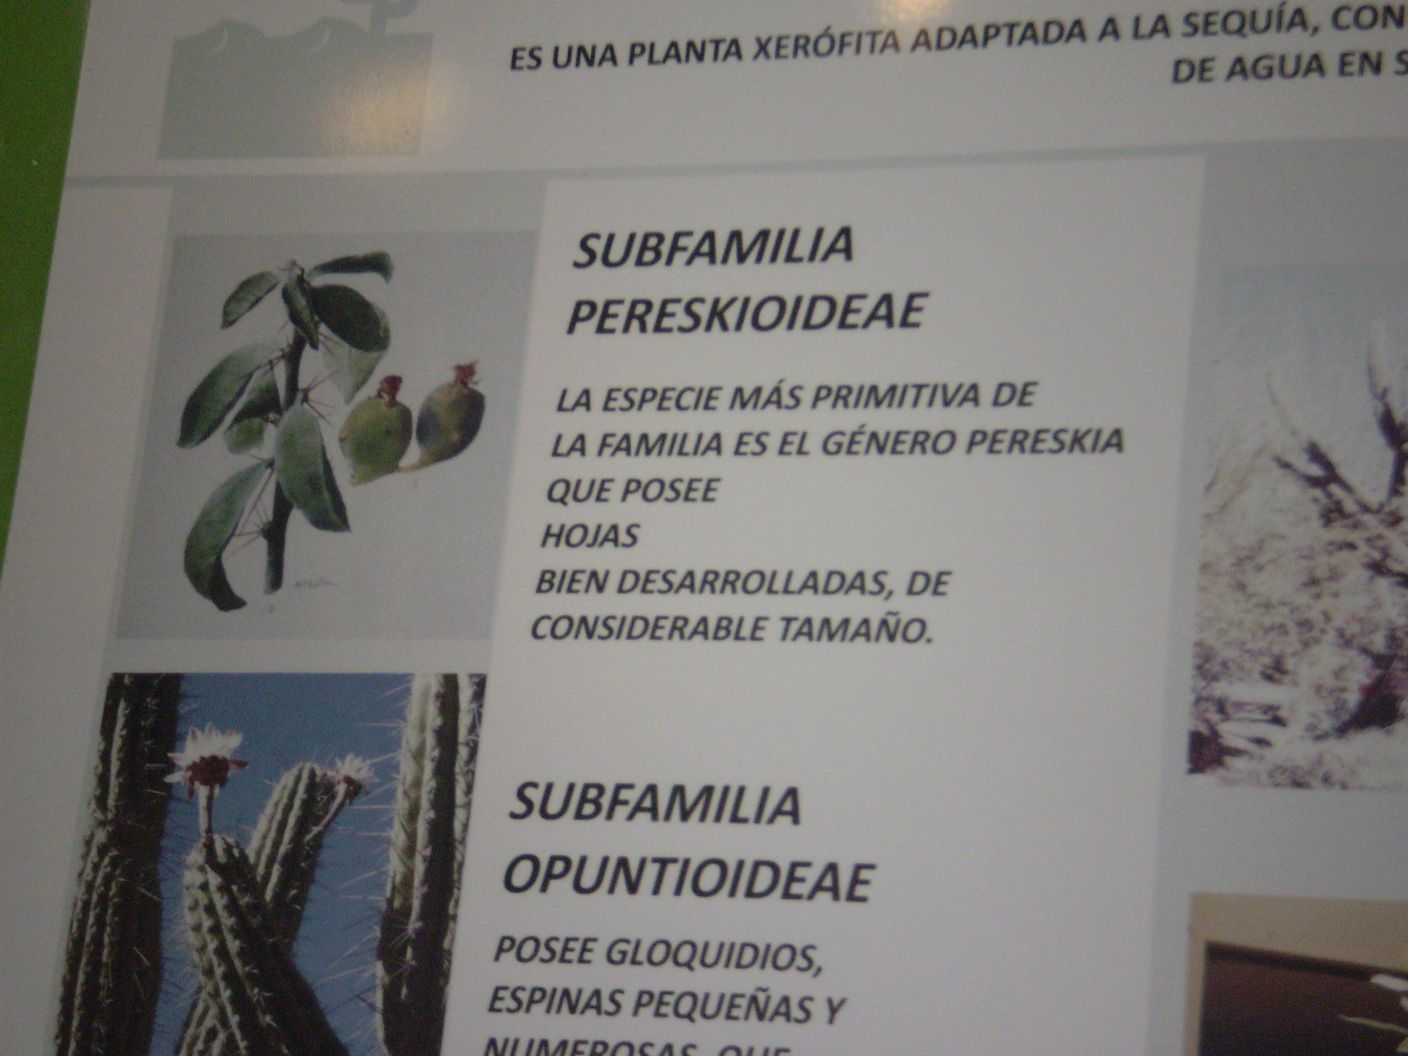 ES UNA PLANTA XERÓFITA ADAPTADA A LA SEQUÍA, CON
DE AGUA EN S
SUBFAMILIA
PERESKIOIDEAE
LA ESPECIE MÁS PRIMITIVA DE
LA FAMILIA ES EL GÉNERO PERESKIA
QUE POSEE
HOJAS
BIEN DESARROLLADAS, DE
CONSIDERABLE TAMAÑO.
SUBFAMILIA
OPUNTIOIDEAE
POSEE GLOQUIDIOS,
ESPINAS PEQUEÑAS Y
NUMEROSAS, QUE